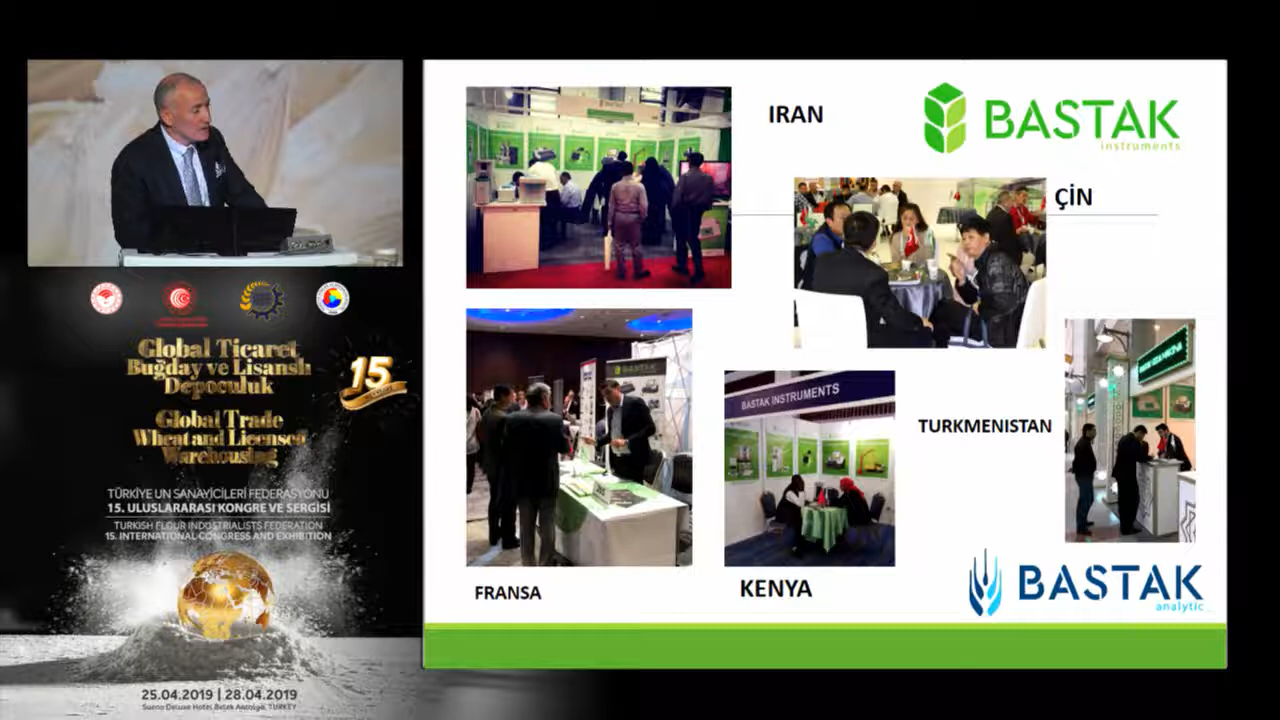 Global Ticaret
Buğday ve Lisanslı
Depoculuk
15
Global Trade
Wheat and Licensed
Warehousing
TÜRKİYE UN SANAYİCİLERİ FEDERASYONU
15. ULUSLARARASI KONGRE VE SERGİSİ
TURKISH FLOUR INDUSTRIALISTS FEDERATION
15. INTERNATIONAL CONGRESS AND EXHIBITION
25.04.2019 | 28.04.2019
Sueno Deluxe Hotel, Belek Antalya, TURKEY
IRAN
BASTAK
instruments
ÇİN
BASTAK INSTRUMENTS
TURKMENISTAN
FRANSA
KENYA
BASTAK
analytic